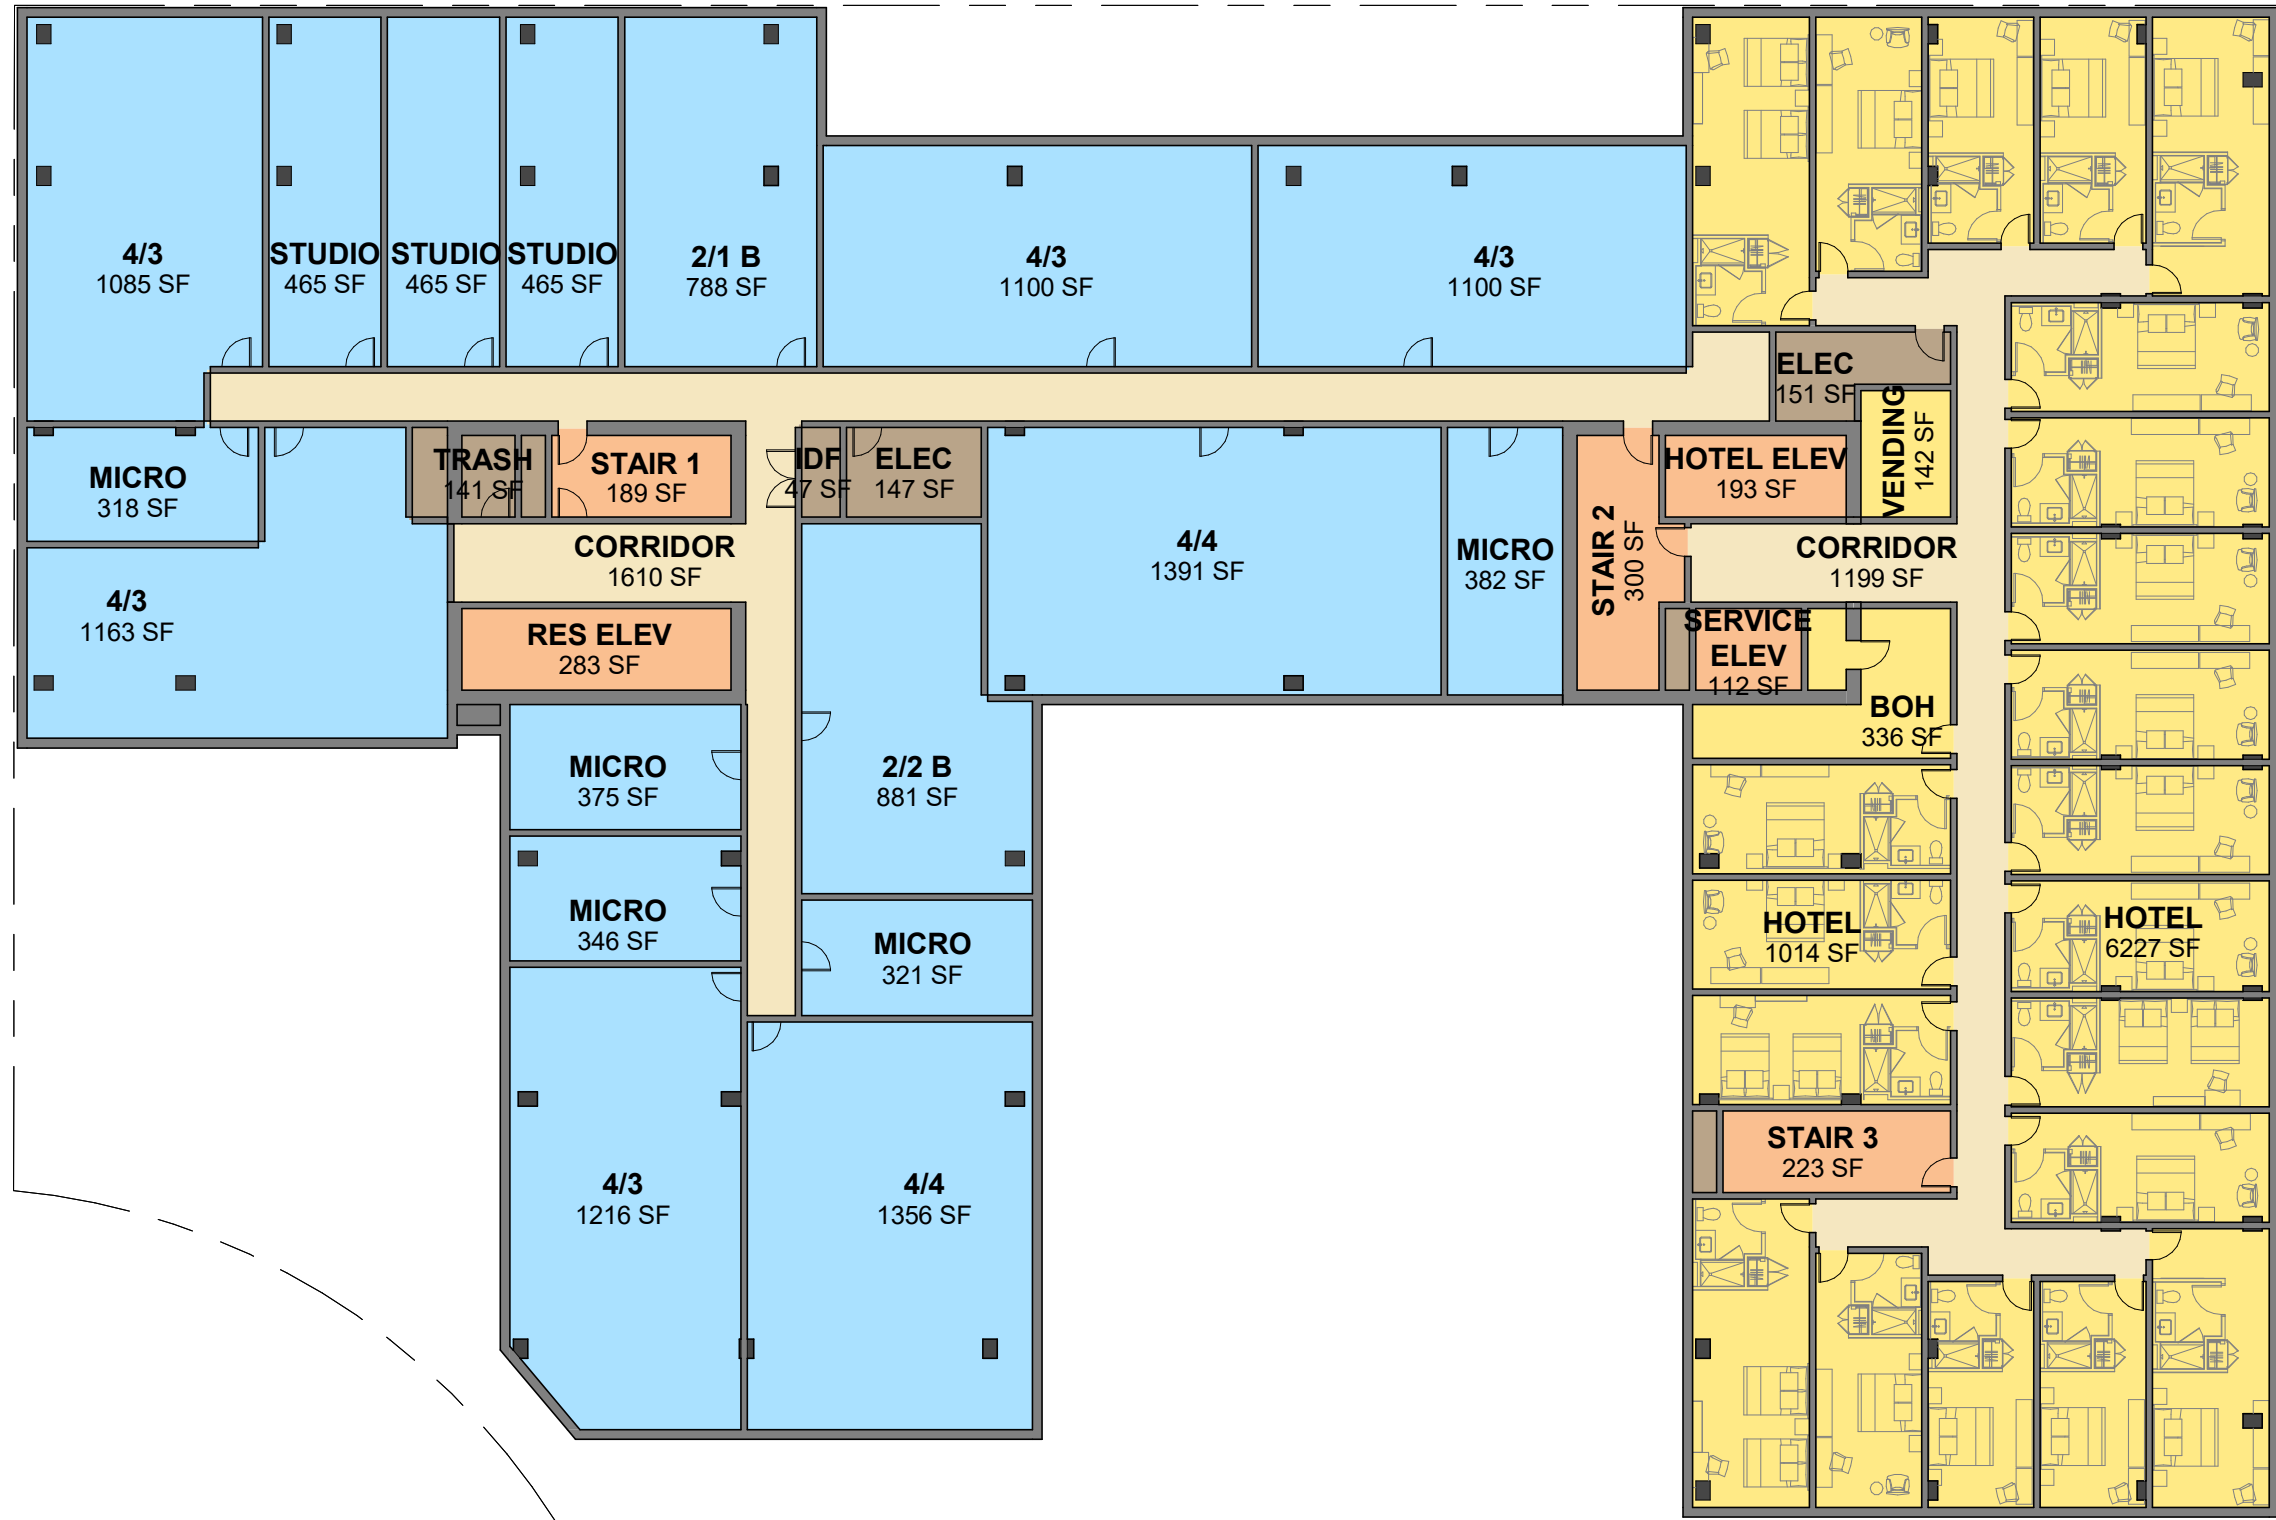 4/3
1085 SF
STUDIO
465 SF
STUDIO
465 SF
STUDIO
465 SF
2/1 B
788 SF
4/3
1100 SF
4/3
1100 SF
ELEC
151 SF
VENDING
142 SF
MICRO
318 SF
TRASH
141 SF
STAIR 1
189 SF
IDF
47 SF
ELEC
147 SF
HOTEL ELEV
193 SF
4/3
1163 SF
CORRIDOR
1610 SF
4/4
1391 SF
MICRO
382 SF
STAIR 2
300 SF
CORRIDOR
1199 SF
RES ELEV
283 SF
SERVICE
ELEV
112 SF
BOH
336 SF
MICRO
375 SF
2/2 B
881 SF
MICRO
346 SF
MICRO
321 SF
HOTEL
1014 SF
HOTEL
6227 SF
STAIR 3
223 SF
4/3
1216 SF
4/4
1356 SF